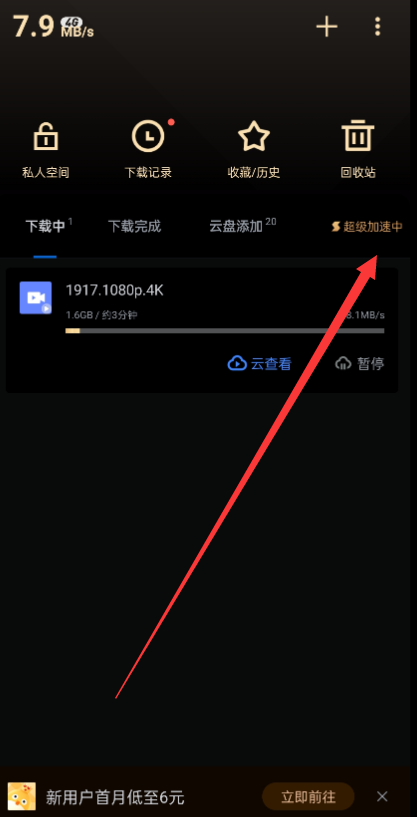 7.9 4G MB/s
私人空间 下载记录 收藏/历史 回收站
下载中 1 下载完成 云盘添加 20 超级加速中
1917.1080p.4K
1.6GB / 约3分钟 8.1MB/s
云查看 暂停
新用户首月低至6元 立即前往